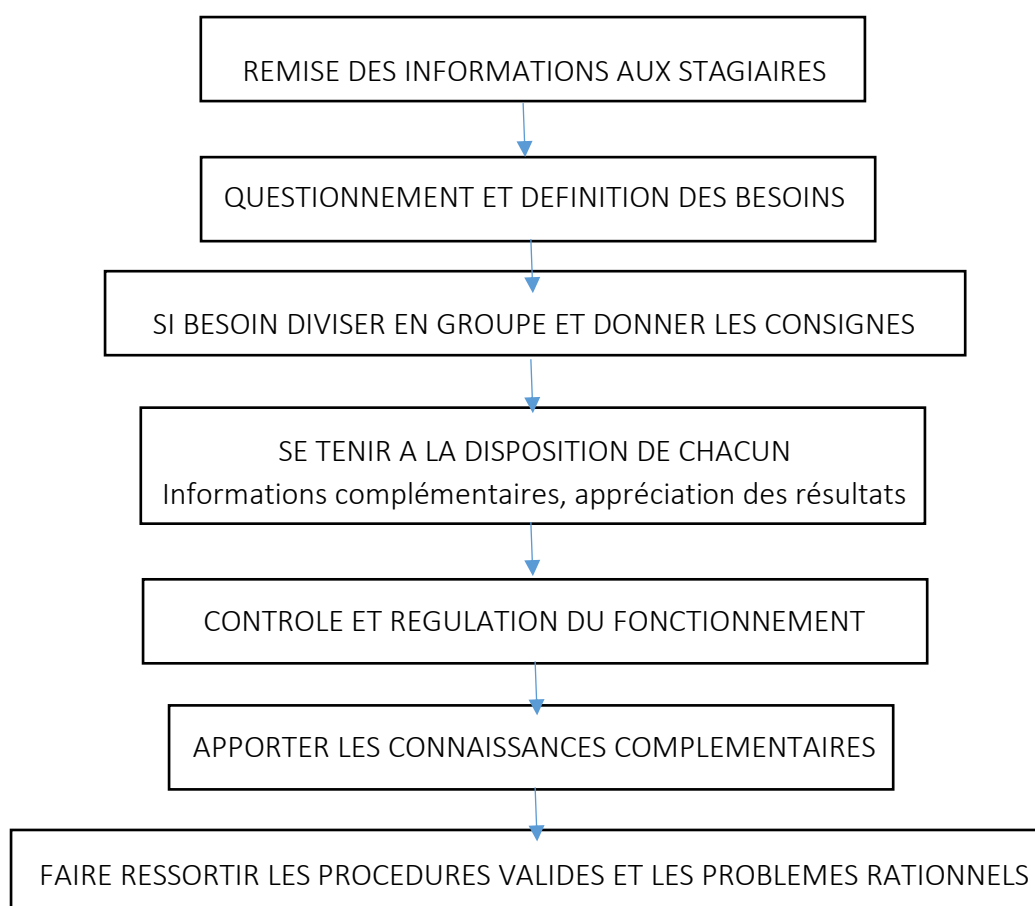 REMISE DES INFORMATIONS AUX STAGIAIRES
QUESTIONNEMENT ET DEFINITION DES BESOINS
SI BESOIN DIVISER EN GROUPE ET DONNER LES CONSIGNES
SE TENIR A LA DISPOSITION DE CHACUN
Informations complémentaires, appréciation des résultats
CONTROLE ET REGULATION DU FONCTIONNEMENT
APPORTER LES CONNAISSANCES COMPLEMENTAIRES
FAIRE RESSORTIR LES PROCEDURES VALIDES ET LES PROBLEMES RATIONNELS